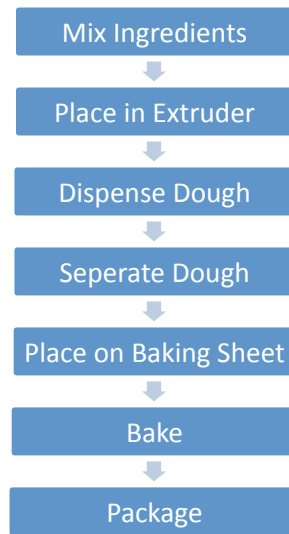 Mix Ingredients
Place in Extruder
Dispense Dough
Seperate Dough
Place on Baking Sheet
Bake
Package